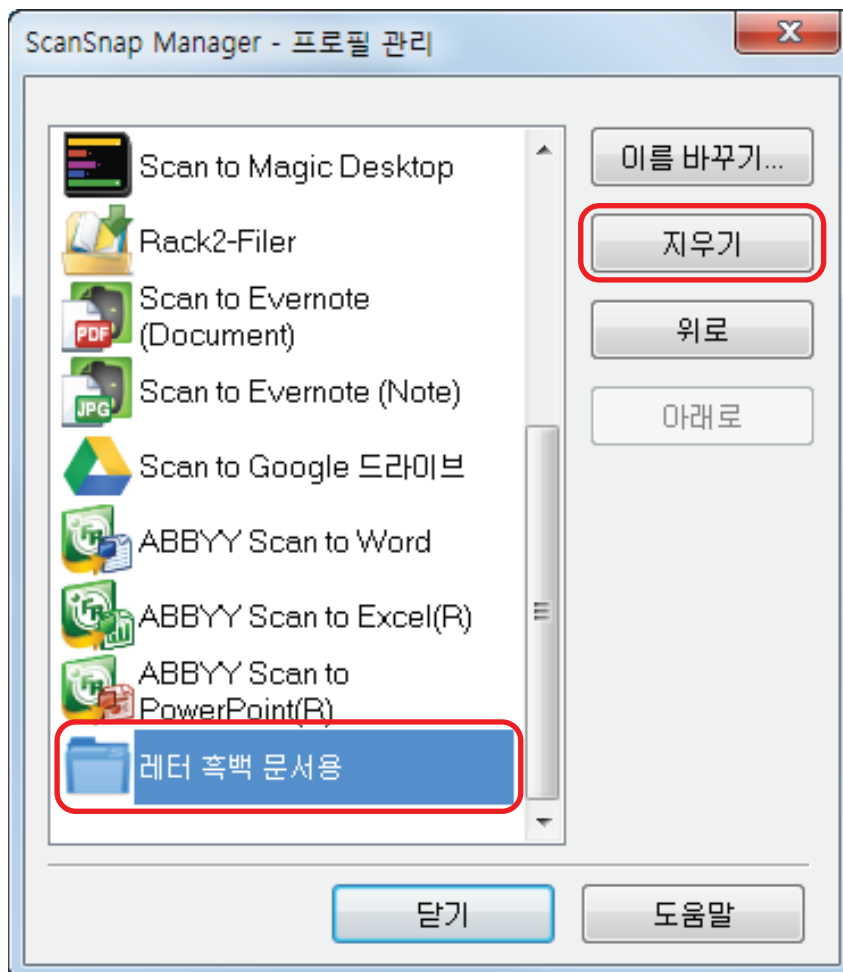 ScanSnap Manager - 프로필 관리
Scan to Magic Desktop
이름 바꾸기...
Rack2-Filer
지우기
Scan to Evernote
(Document)
PDF
위로
Scan to Evernote (Note)
JPG
아래로
Scan to Google 드라이브
ABBYY Scan to Word
ABBYY Scan to Excel(R)
ABBYY Scan to
PowerPoint(R)
레터 흑백 문서용
닫기
도움말